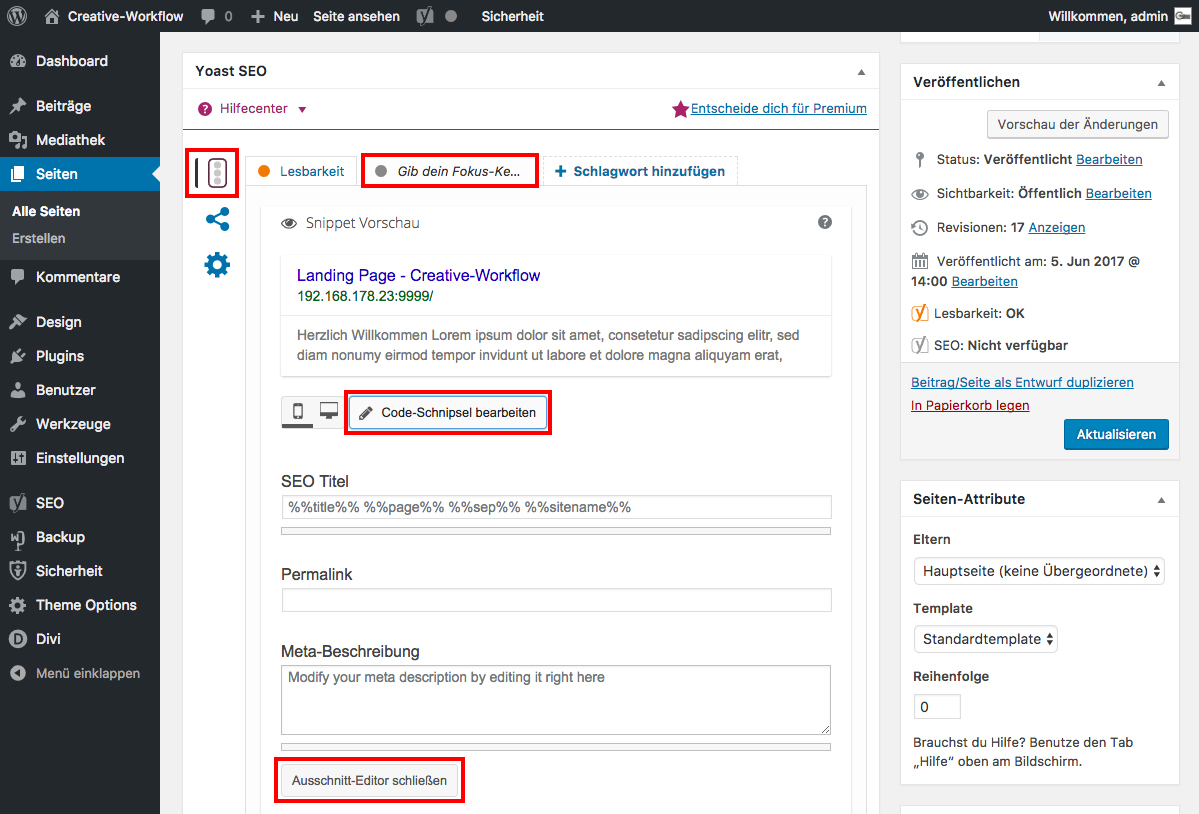 Creative-Workflow 0 Neu Seite ansehen Sicherheit Willkommen, admin
Dashboard
Beiträge
Mediathek
Seiten
Alle Seiten
Erstellen
Kommentare
Design
Plugins
Benutzer
Werkzeuge
Einstellungen
SEO
Backup
Sicherheit
Theme Options
Divi
Menü einklappen
Yoast SEO
Hilfecenter
Entscheide dich für Premium
Lesbarkeit
Gib dein Fokus-Ke...
Schlagwort hinzufügen
Snippet Vorschau
Landing Page - Creative-Workflow
192.168.178.23:9999/
Herzlich Willkommen Lorem ipsum dolor sit amet, consetetur sadipscing elitr, sed
diam nonumy eirmod tempor invidunt ut labore et dolore magna aliquyam erat,
Code-Schnipsel bearbeiten
SEO Titel
%%title%% %%page%% %%sep%% %%sitename%%
Permalink
Meta-Beschreibung
Modify your meta description by editing it right here
Ausschnitt-Editor schließen
Veröffentlichen
Vorschau der Änderungen
Status: Veröffentlicht Bearbeiten
Sichtbarkeit: Öffentlich Bearbeiten
Revisionen: 17 Anzeigen
Veröffentlicht am: 5. Jun 2017 @
14:00 Bearbeiten
Lesbarkeit: OK
SEO: Nicht verfügbar
Beitrag/Seite als Entwurf duplizieren
In Papierkorb legen
Aktualisieren
Seiten-Attribute
Eltern
Hauptseite (keine Übergeordnete)
Template
Standardtemplate
Reihenfolge
0
Brauchst du Hilfe? Benutze den Tab
„Hilfe“ oben am Bildschirm.